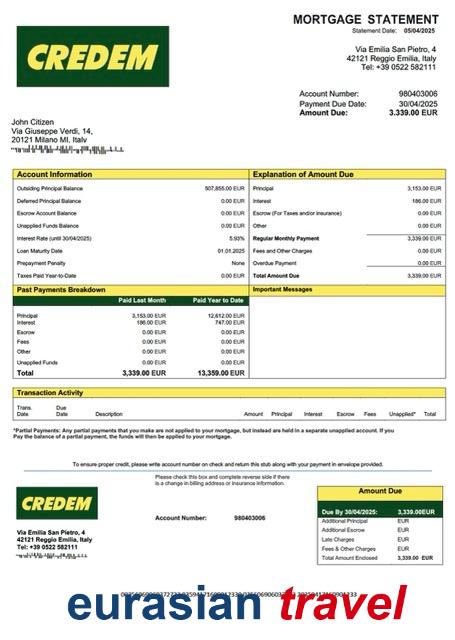 CREDEM
MORTGAGE STATEMENT
Statement Date: 05/04/2025
Via Emilia San Pietro, 4
42121 Reggio Emilia, Italy
Tel: +39 0522 582111
Account Number: 980403006
Payment Due Date: 30/04/2025
Amount Due: 3.339.00 EUR
John Citizen
Via Giuseppe Verdi, 14,
20121 Milano MI, Italy
Account Information
Outsiding Principal Balance 507,855.00 EUR
Deferred Principal Balance 0.00 EUR
Escrow Account Balance 0.00 EUR
Unapplied Funds Balance 0.00 EUR
Interest Rate (until 30/04/2025) 5.93%
Loan Maturity Date 01.01.2025
Prepayment Penalty None
Taxes Paid Year-to-Date 0.00 EUR
Explanation of Amount Due
Principal 3,153.00 EUR
Interest 186.00 EUR
Escrow (For Taxes and/or insurance) 0.00 EUR
Other 0.00 EUR
Regular Monthly Payment 3,339.00 EUR
Fees and Other Charges 0.00 EUR
Overdue Payment 0.00 EUR
Total Amount Due 3,339.00 EUR
Past Payments Breakdown
Paid Last Month Paid Year to Date
Principal 3,153.00 EUR 12,612.00 EUR
Interest 186.00 EUR 747.00 EUR
Escrow 0.00 EUR 0.00 EUR
Fees 0.00 EUR 0.00 EUR
Other 0.00 EUR 0.00 EUR
Unapplied Funds 0.00 EUR 0.00 EUR
Total 3,339.00 EUR 13,359.00 EUR
Important Messages
Transaction Activity
Trans. Date Due Date Description Amount Principal Interest Escrow Fees Unapplied* Total
*Partial Payments: Any partial payments that you make are not applied to your mortgage, but instead are held in a separate unapplied account. If you
Pay the balance of a partial payment, the funds will then be applied to your mortgage.
To ensure proper credit, please write account number on check and return this stub along with your payment in envelope provided.
CREDEM
Via Emilia San Pietro, 4
42121 Reggio Emilia, Italy
Tel: +39 0522 582111
Please check this box and complete reverse side if there
is a change in billing address or insurance information.
Account Number: 980403006
Amount Due
Due By 30/04/2025: 3,339.00EUR
Additional Principal EUR
Additional Escrow EUR
Late Charges EUR
Fees & Other Charges EUR
Total Amount Enclosed 3,339.00 EUR
eurasian travel